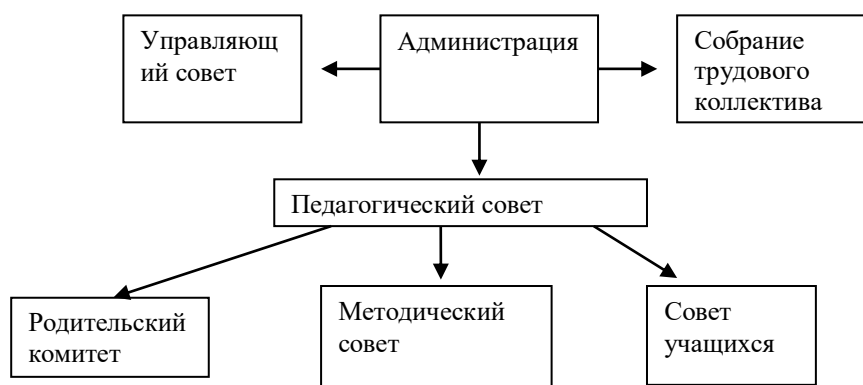 Управляющ
ий совет
Администрация
Собрание
трудового
коллектива
Педагогический совет
Родительский
комитет
Методический
совет
Совет
учащихся